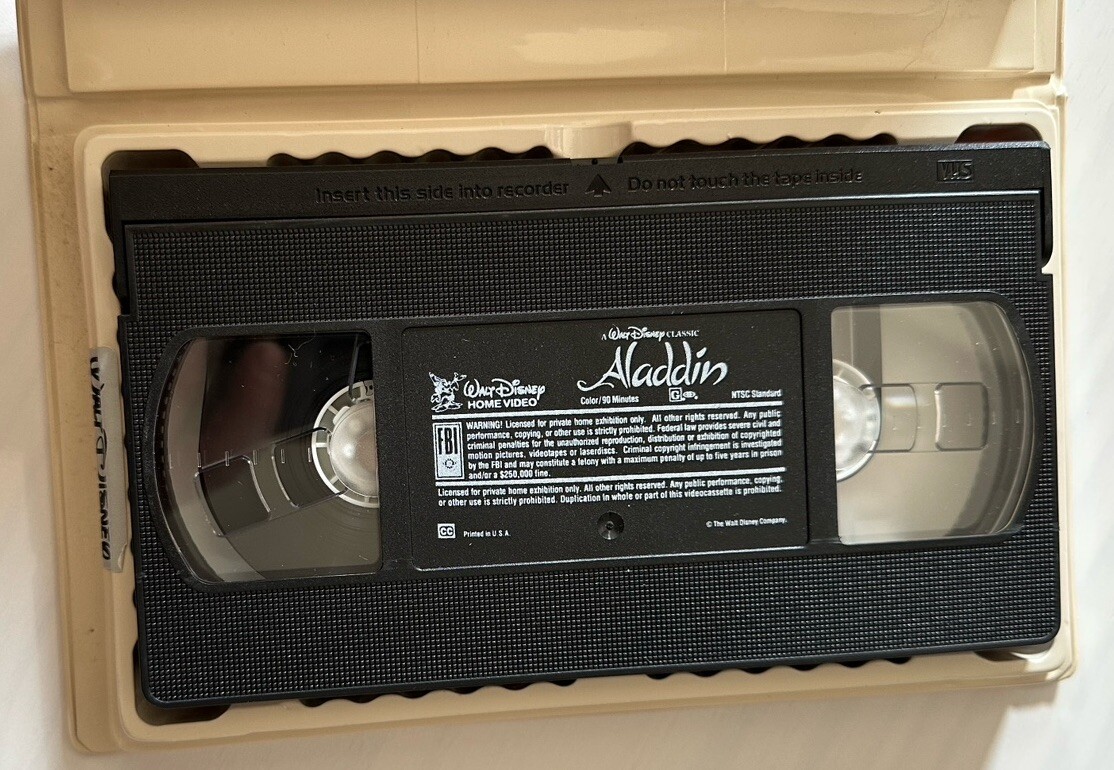 Insert this side into recorder Do not touch the tape inside VHS
A WALT DISNEY CLASSIC
Aladdin
WALT DISNEY
HOME VIDEO
Color/90 Minutes G CC NTSC Standard
FBI
WARNING! Licensed for private home exhibition only. All other rights reserved. Any public
performance, copying, or other use is strictly prohibited. Federal law provides severe civil and
criminal penalties for the unauthorized reproduction, distribution or exhibition of copyrighted
motion pictures, videotapes or laserdiscs. Criminal copyright infringement is investigated
by the FBI and may constitute a felony with a maximum penalty of up to five years in prison
and/or a $250,000 fine.
Licensed for private home exhibition only. All other rights reserved. Any public performance, copying,
or other use is strictly prohibited. Duplication in whole or part of this videocassette is prohibited.
CC Printed in U.S.A. © The Walt Disney Company.
WALT DISNEY